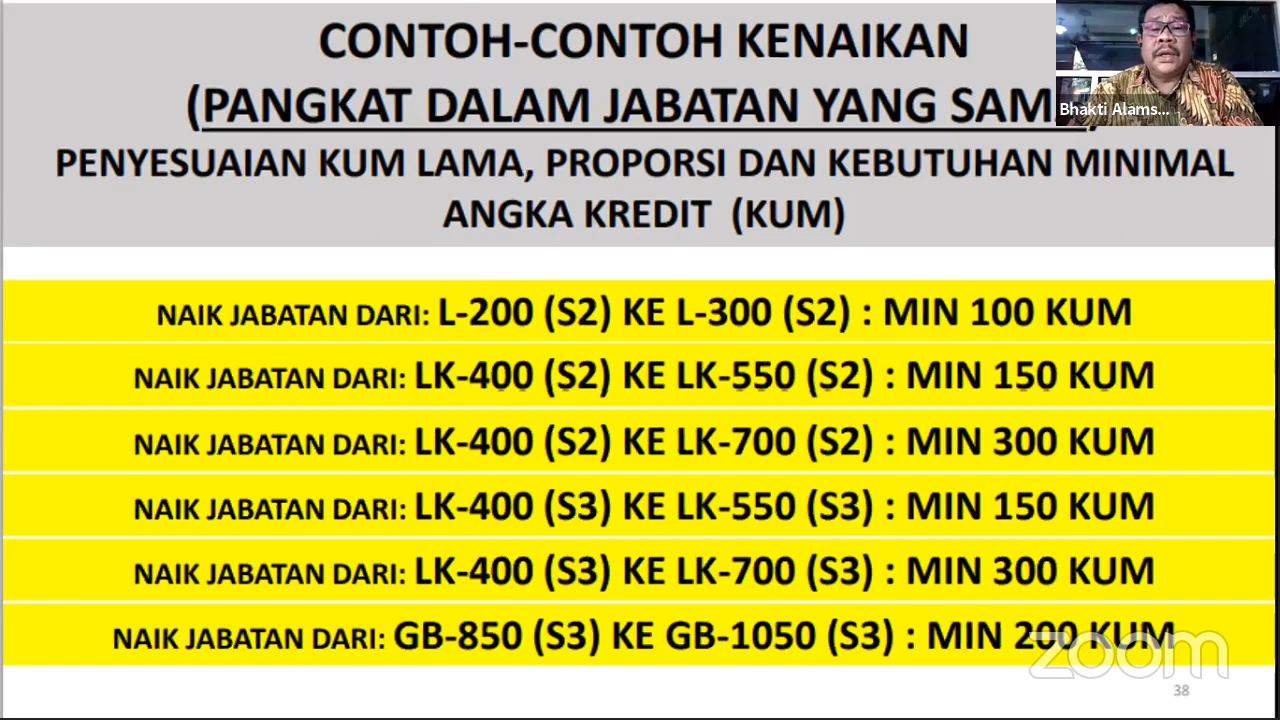 CONTOH-CONTOH KENAIKAN
(PANGKAT DALAM JABATAN YANG
PENYESUAIAN KUM LAMA, PROPORSI DAN KEBUTUHAN MINIMAL
ANGKA KREDIT (KUM)
Bhakti Alams...
NAIK JABATAN DARI: L-200 (S2) KE L-300 (S2) : MIN 100 KUM
NAIK JABATAN DARI: LK-400 (S2) KE LK-550 (S2) : MIN 150 KUM
NAIK JABATAN DARI: LK-400 (S2) KE LK-700 (S2) : MIN 300 KUM
NAIK JABATAN DARI: LK-400 (S3) KE LK-550 (S3) : MIN 150 KUM
NAIK JABATAN DARI: LK-400 (S3) KE LK-700 (S3) : MIN 300 KUM
NAIK JABATAN DARI: GB-850 (S3) KE GB-1050 (S3) : MIN 200 KUM
zoom
38